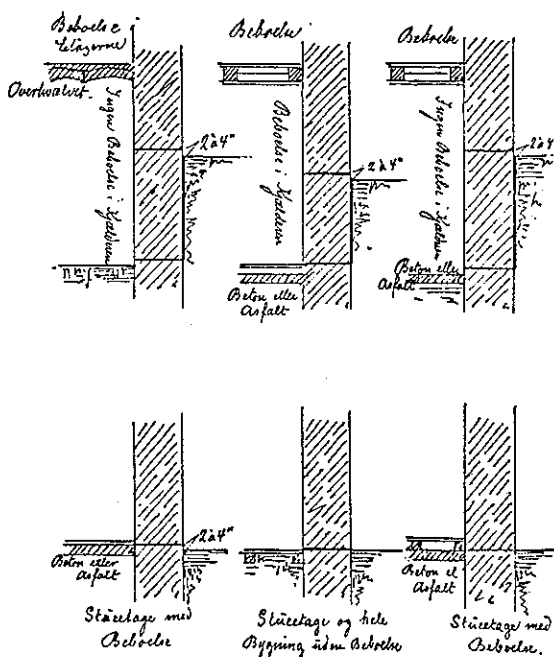 Beboelse i
Etagerne
Overhvælvet.
Ingen Beboelse i Kjælderen
2 à 4"
Beboelse
Beboelse i Kjælderen
2 à 4"
Beton eller
Asfalt
Beboelse
Ingen Beboelse i Kjælderen
2 à 4"
Beton eller
Asfalt
2 à 4"
Beton eller
Asfalt
Stueetage med
Beboelse
Stueetage og hele
Bygning uden Beboelse
Beton el
Asfalt
Stueetage med
Beboelse.